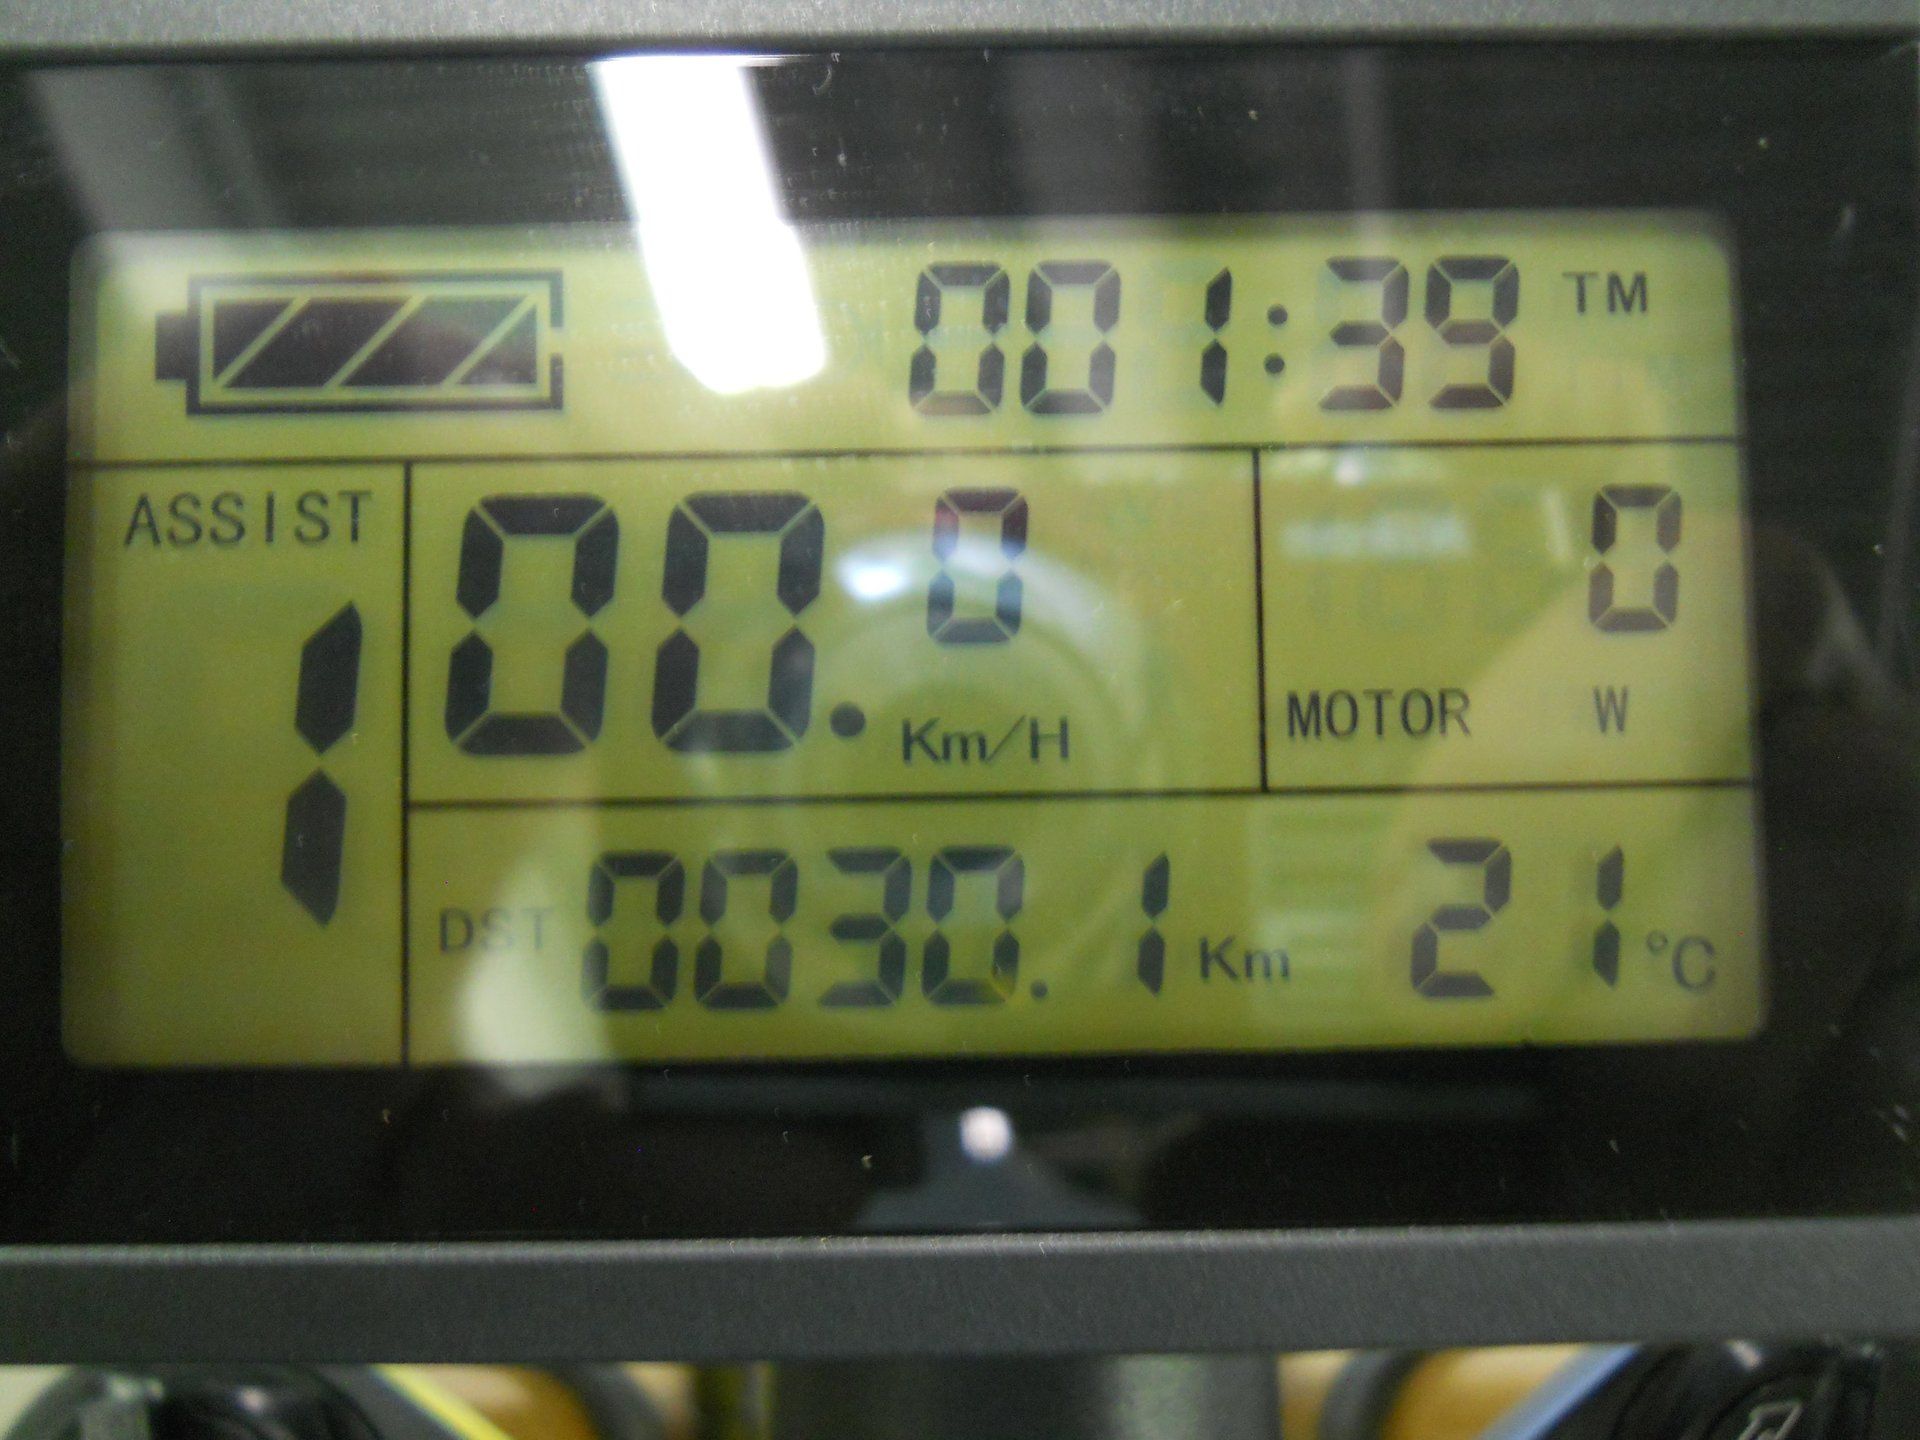 001:39 TM
ASSIST
1
00.0 Km/H
0
MOTOR W
DST 0030.1 Km 21 °C